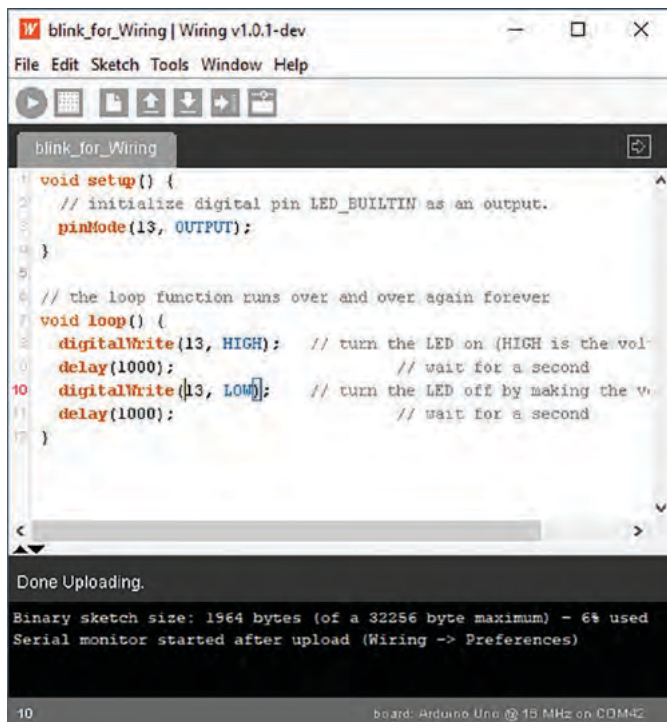 W blink_for_Wiring | Wiring v1.0.1-dev
File Edit Sketch Tools Window Help
blink_for_Wiring
1 void setup() {
2 // initialize digital pin LED_BUILTIN as an output.
3 pinMode(13, OUTPUT);
4 }
5
6 // the loop function runs over and over again forever
7 void loop() {
8 digitalWrite(13, HIGH); // turn the LED on (HIGH is the vol
9 delay(1000); // wait for a second
10 digitalWrite(13, LOW); // turn the LED off by making the v
11 delay(1000); // wait for a second
12 }
Done Uploading.
Binary sketch size: 1964 bytes (of a 32256 byte maximum) - 6% used
Serial monitor started after upload (Wiring -> Preferences)
10 board: Arduino Uno @ 16 MHz on COM42